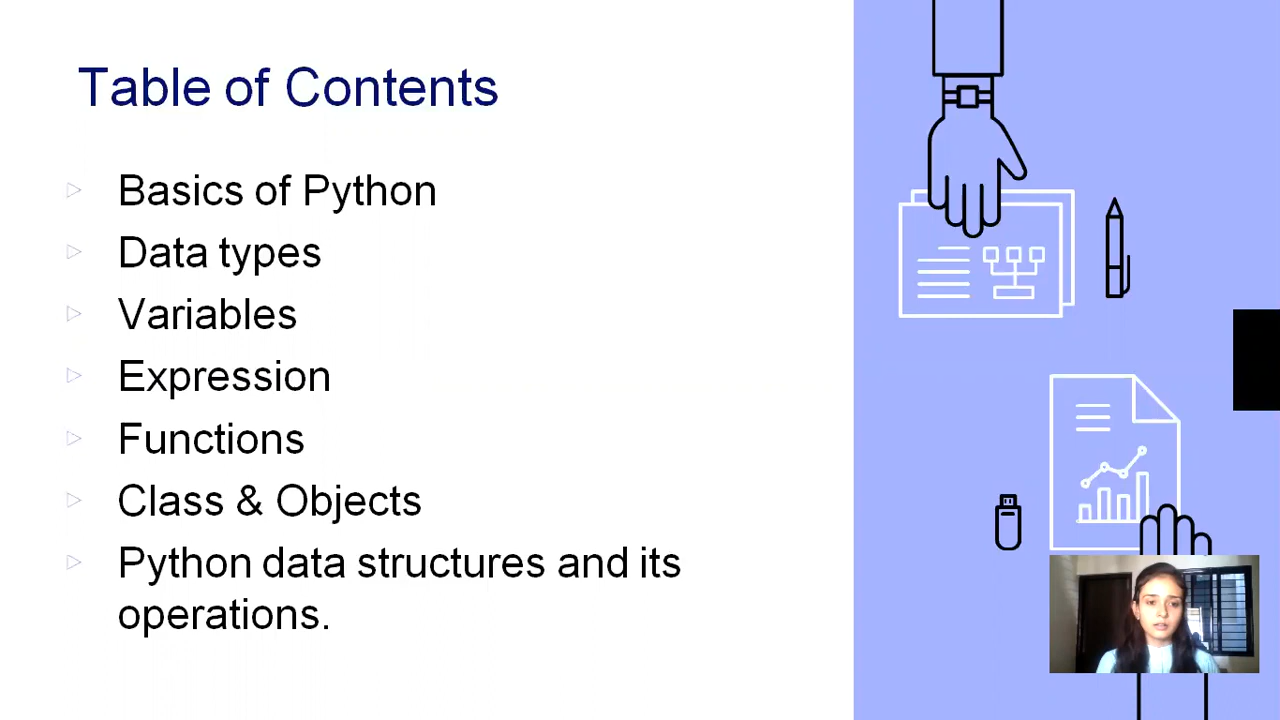 Table of Contents
Basics of Python
Data types
Variables
Expression
Functions
Class & Objects
Python data structures and its
operations.